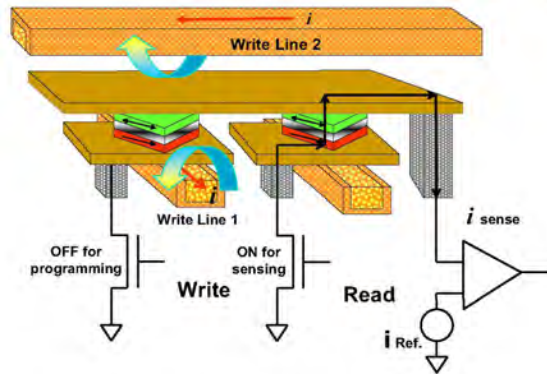 i
Write Line 2
i
Write Line 1
i sense
OFF for
programming
ON for
sensing
Write
Read
i Ref.